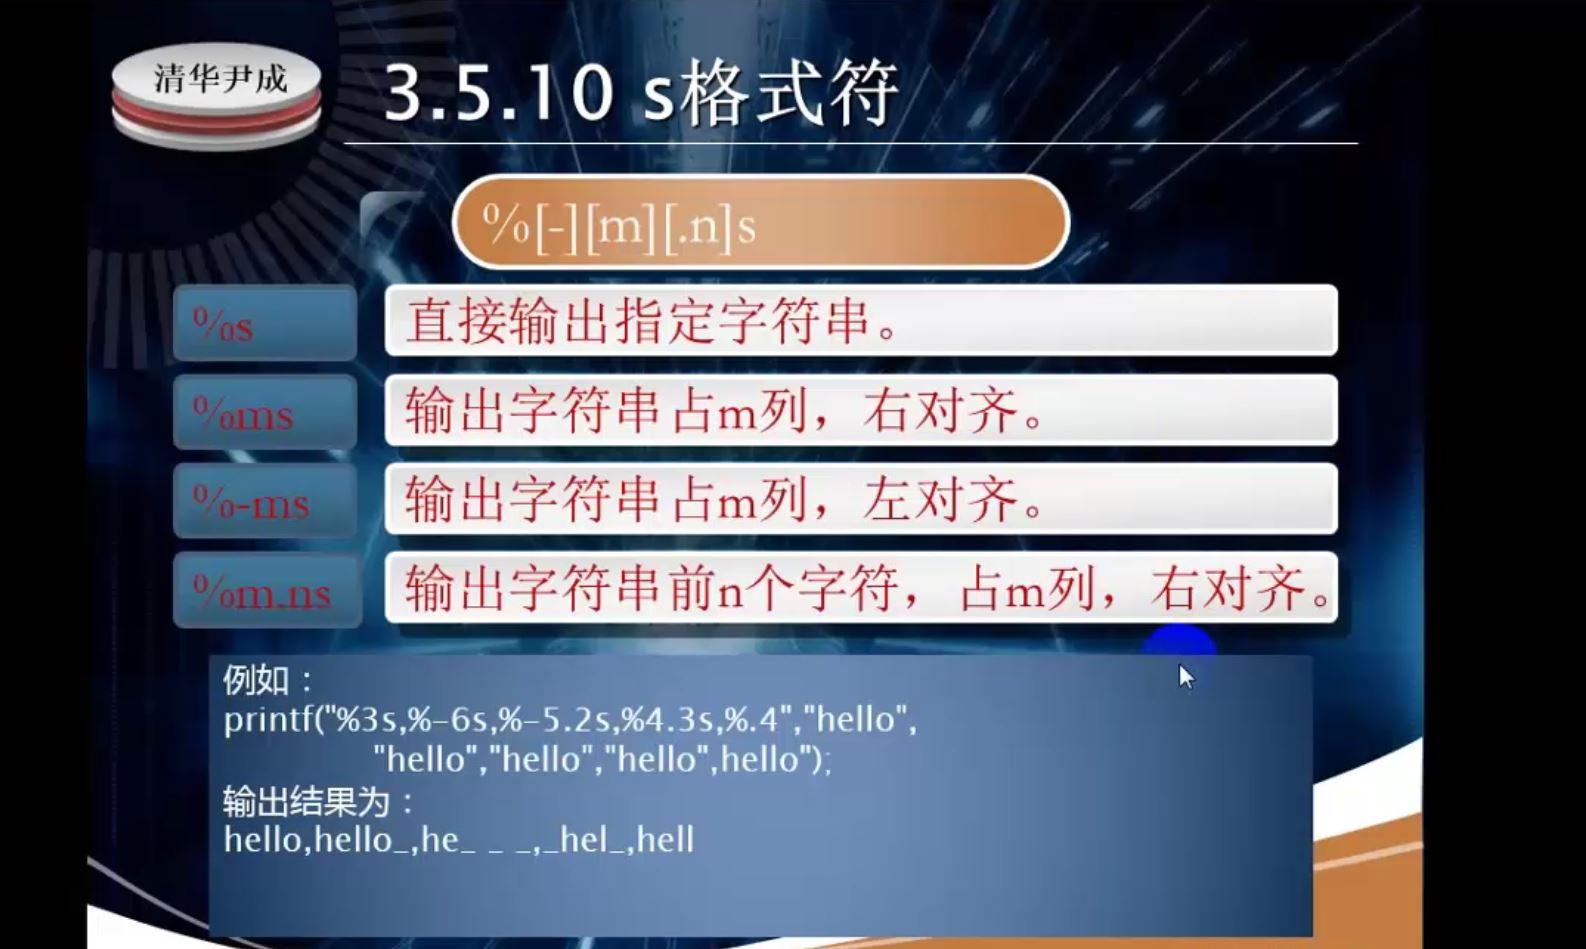 清华尹成
3.5.10 s格式符
%[-][m][.n]s
%s
直接输出指定字符串。
%ms
输出字符串占m列，右对齐。
%-ms
输出字符串占m列，左对齐。
%m.ns
输出字符串前n个字符，占m列，右对齐。
例如：
printf("%3s,%-6s,%-5.2s,%4.3s,%.4","hello",
"hello","hello","hello",hello");
输出结果为：
hello,hello_,he_ _ _,_hel_,hell